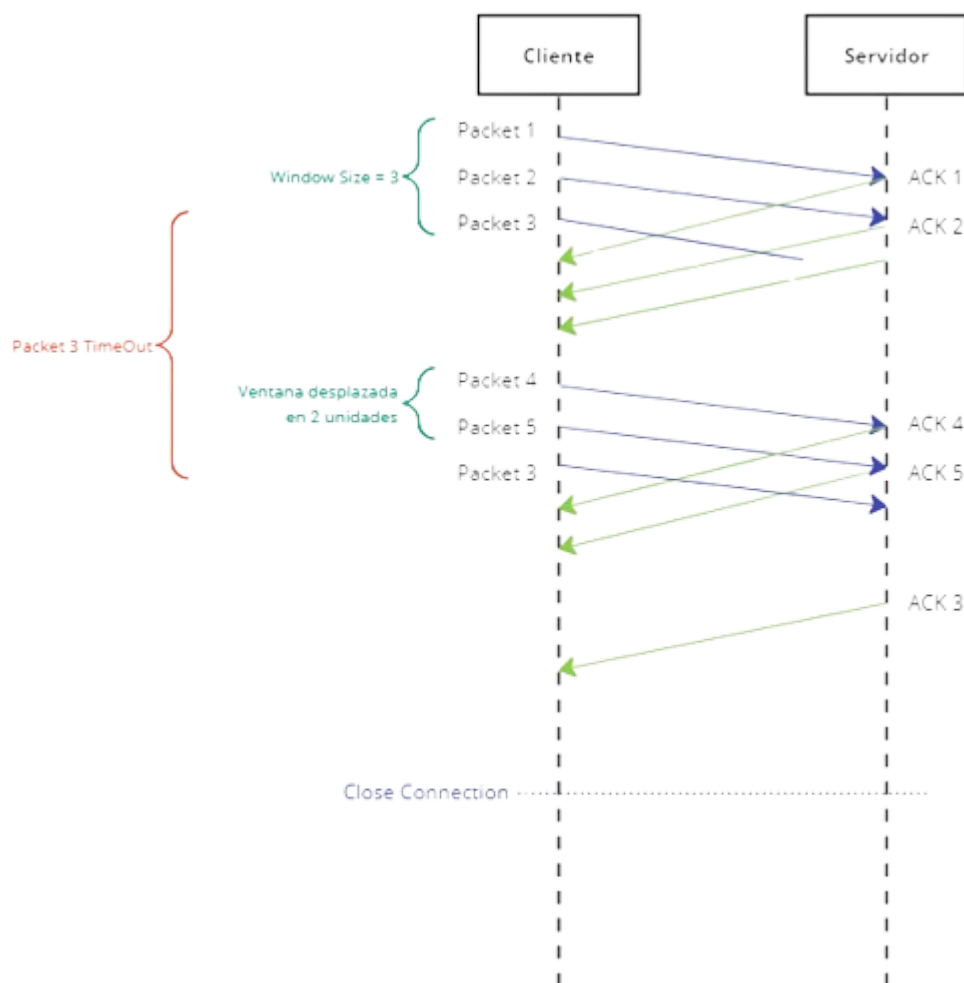 Cliente
Servidor
Packet 1
Window Size = 3
Packet 2
ACK 1
Packet 3
ACK 2
Packet 3 TimeOut
Ventana desplazada
en 2 unidades
Packet 4
Packet 5
ACK 4
Packet 3
ACK 5
ACK 3
Close Connection